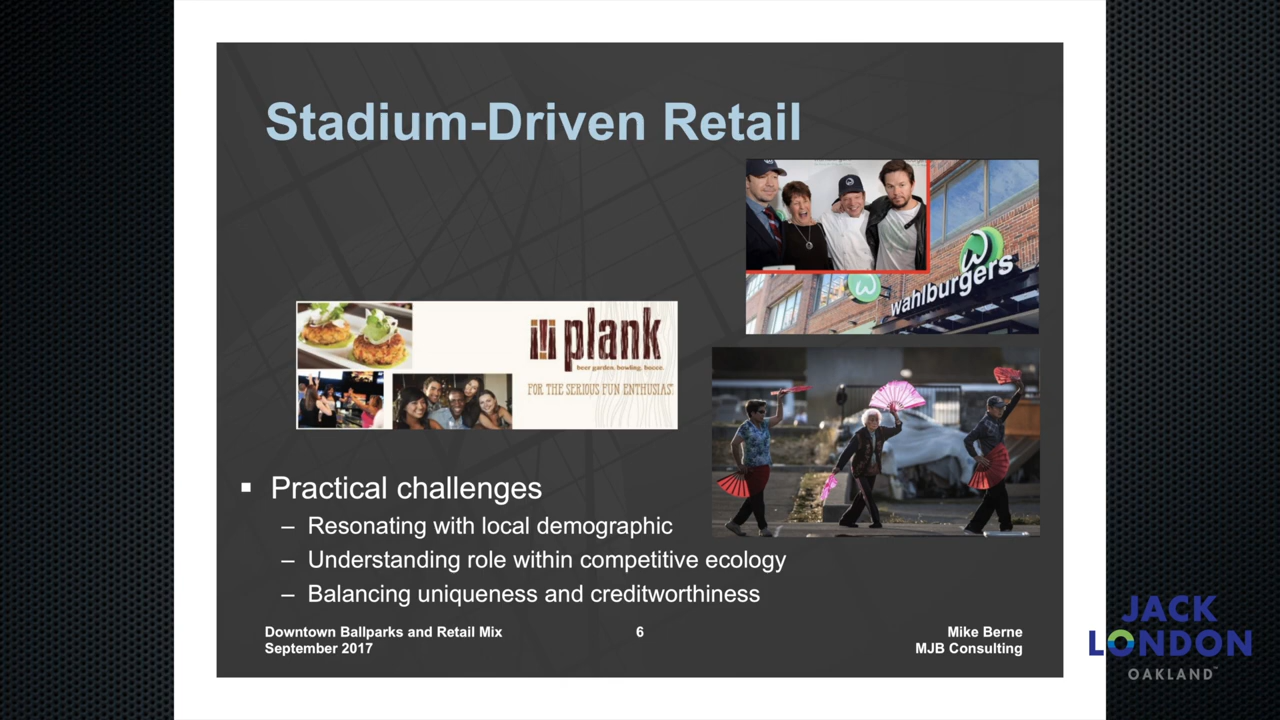 Stadium-Driven Retail
wahlburgers
plank
beer garden. bowling. bocce.
FOR THE SERIOUS FUN ENTHUSIAST
▪ Practical challenges
– Resonating with local demographic
– Understanding role within competitive ecology
– Balancing uniqueness and creditworthiness
Downtown Ballparks and Retail Mix
September 2017
6
Mike Berne
MJB Consulting
JACK
LONDON
OAKLAND™